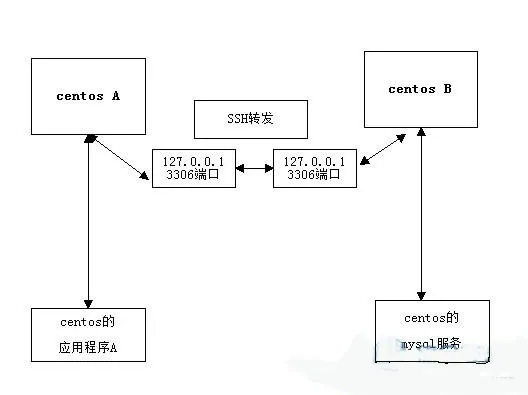 centos A
centos B
SSH转发
127.0.0.1
3306端口
127.0.0.1
3306端口
centos的
应用程序A
centos的
mysql服务